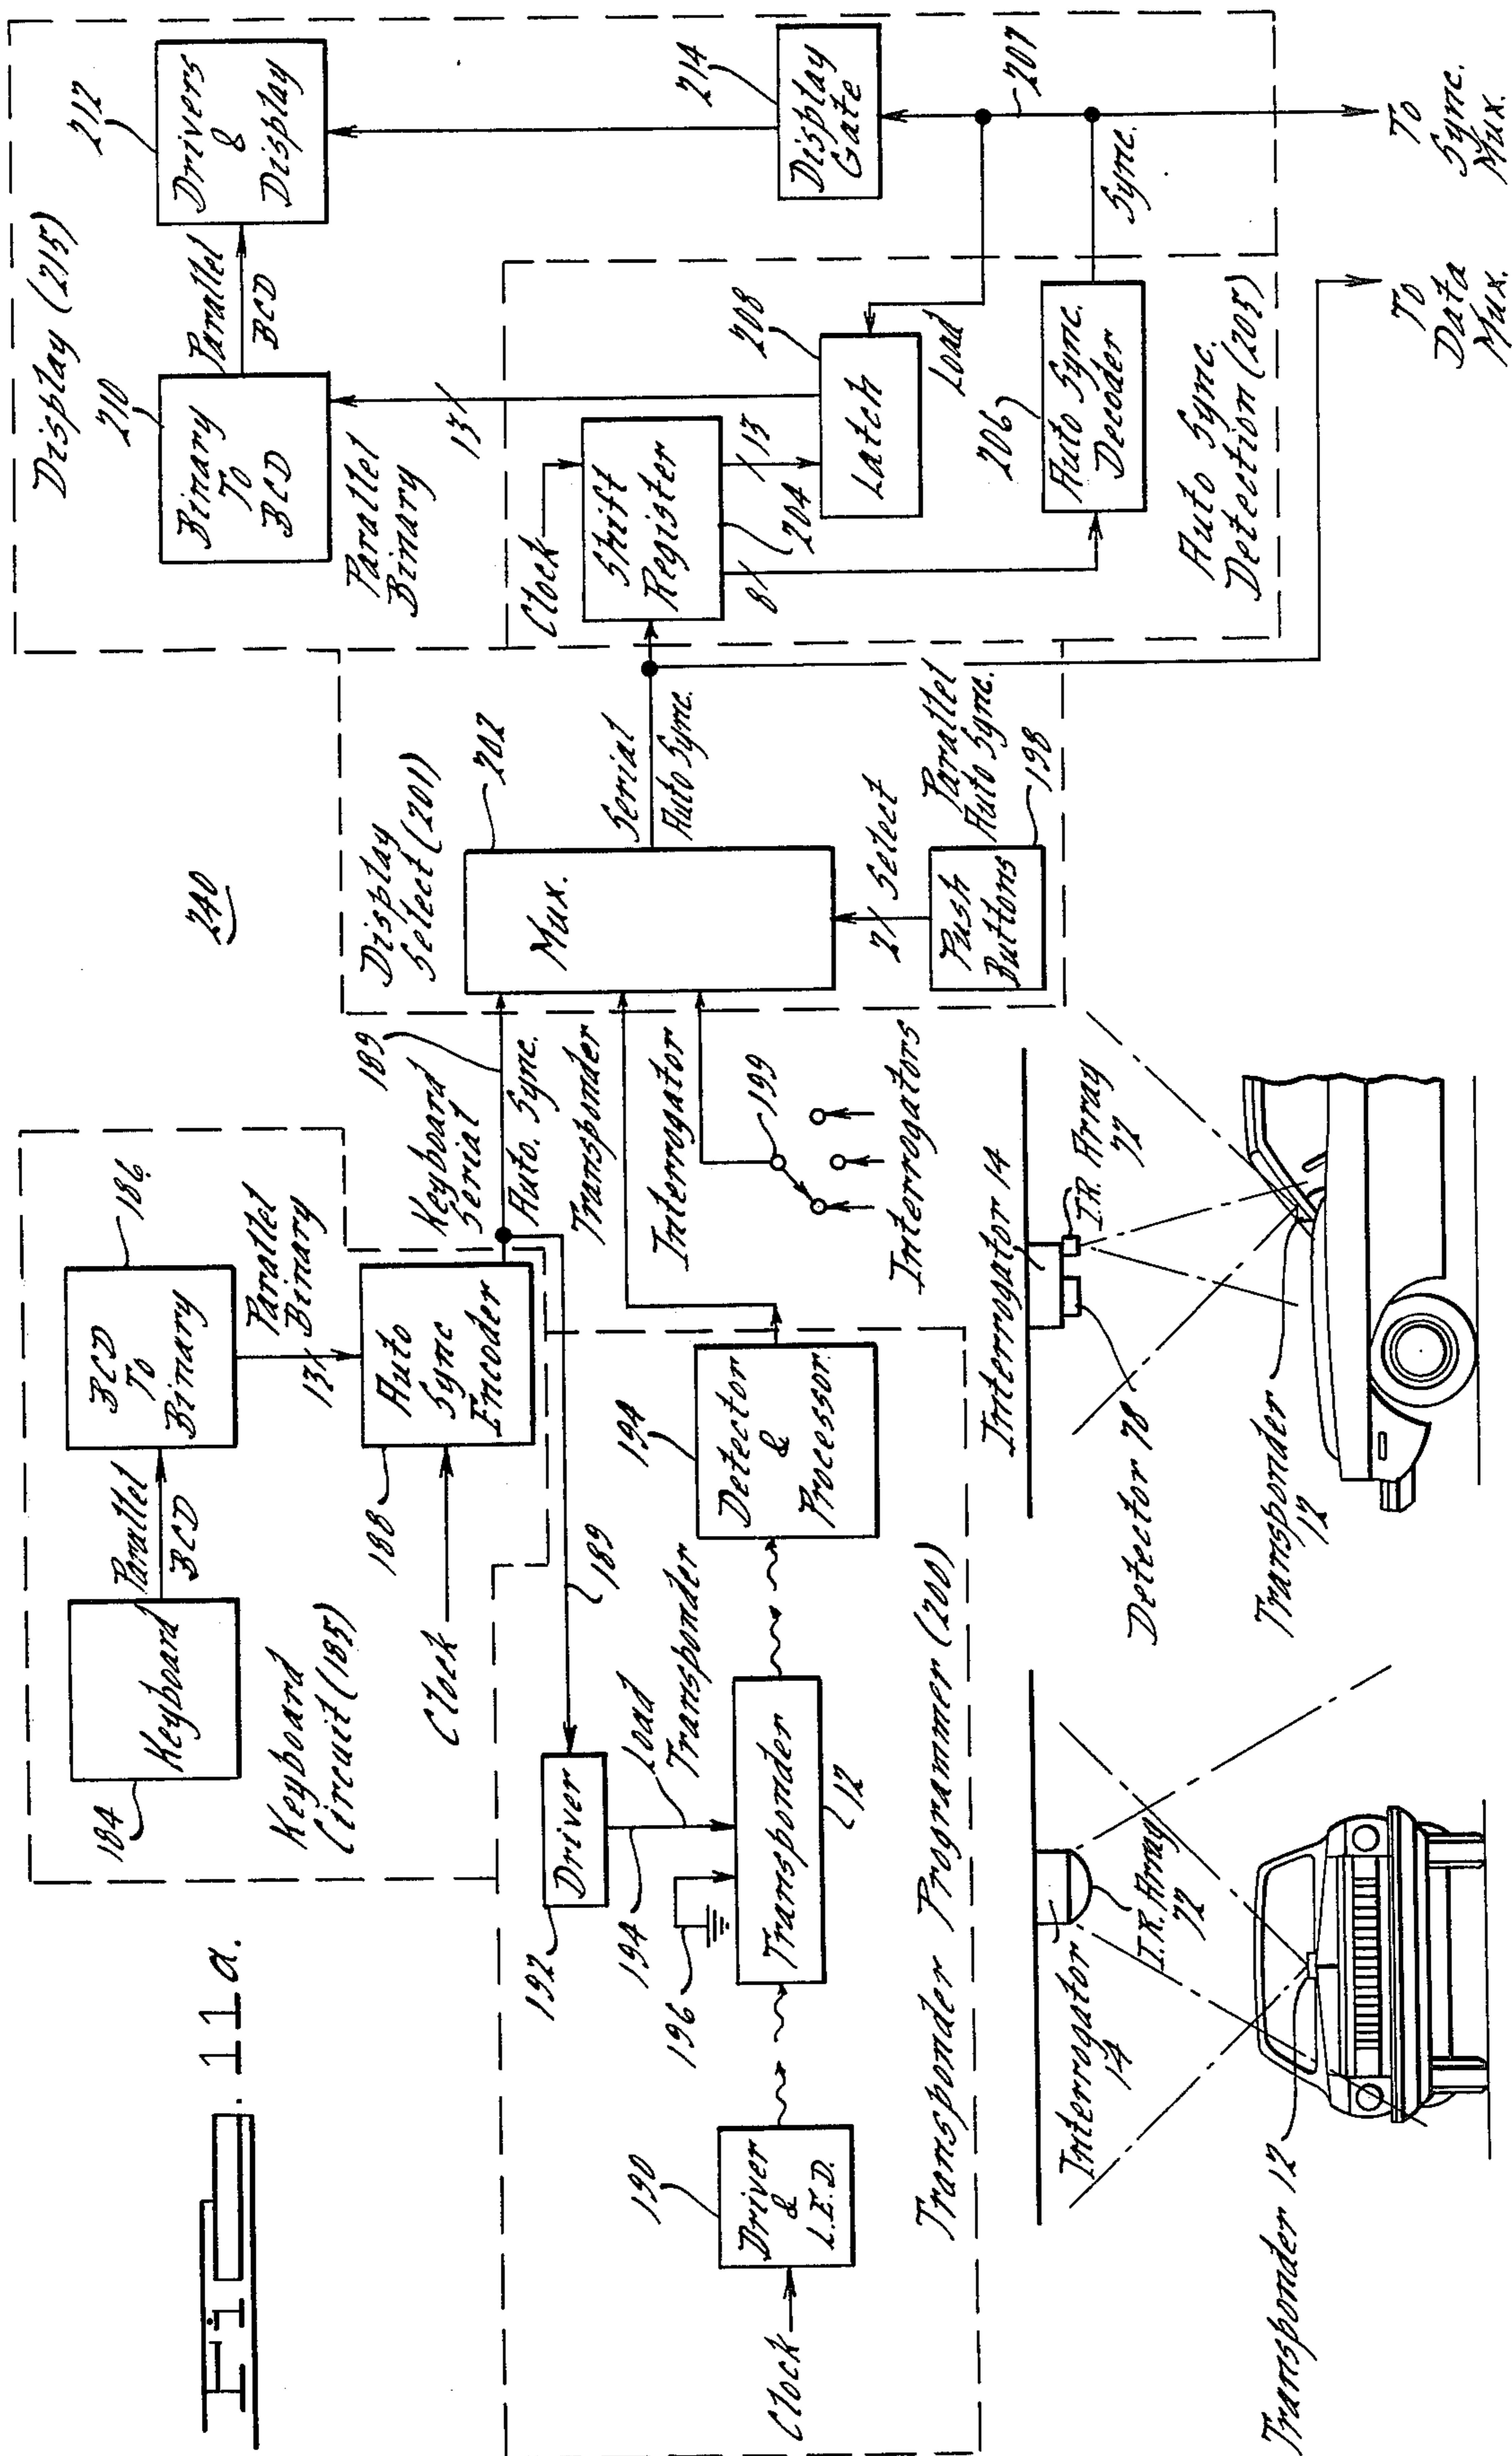 Fig. 11a.
240
184
Keyboard
Parallel
BCD
186
BCD
To
Binary
Keyboard
Circuit (185)
13
Parallel
Binary
Clock
188
Auto
Sync
Encoder
189
Keyboard
Serial
Auto. Sync.
Transponder
Interrogator
199
Interrogators
192
Driver
189
194
Load
Transponder
196
Clock
190
Driver
&
L.E.D.
Transponder
12
194
Detector
&
Processor
Transponder Programmer (200)
Display
Select (201)
202
Mux.
Serial
Auto Sync.
2
Select
Parallel
Auto Sync.
198
Push
Buttons
Display (215)
210
Binary
To
BCD
Parallel
BCD
212
Drivers
&
Display
Parallel
Binary
13
Clock
Shift
Register
204
8
13
208
Latch
Load
206
Auto Sync.
Decoder
Auto Sync.
Detection (205)
214
Display
Gate
207
Sync.
To
Data
Mux.
To
Sync.
Mux.
Interrogator
14
I.R. Array
72
Transponder 12
Interrogator 14
I.R. Array
72
Detector 78
Transponder
12